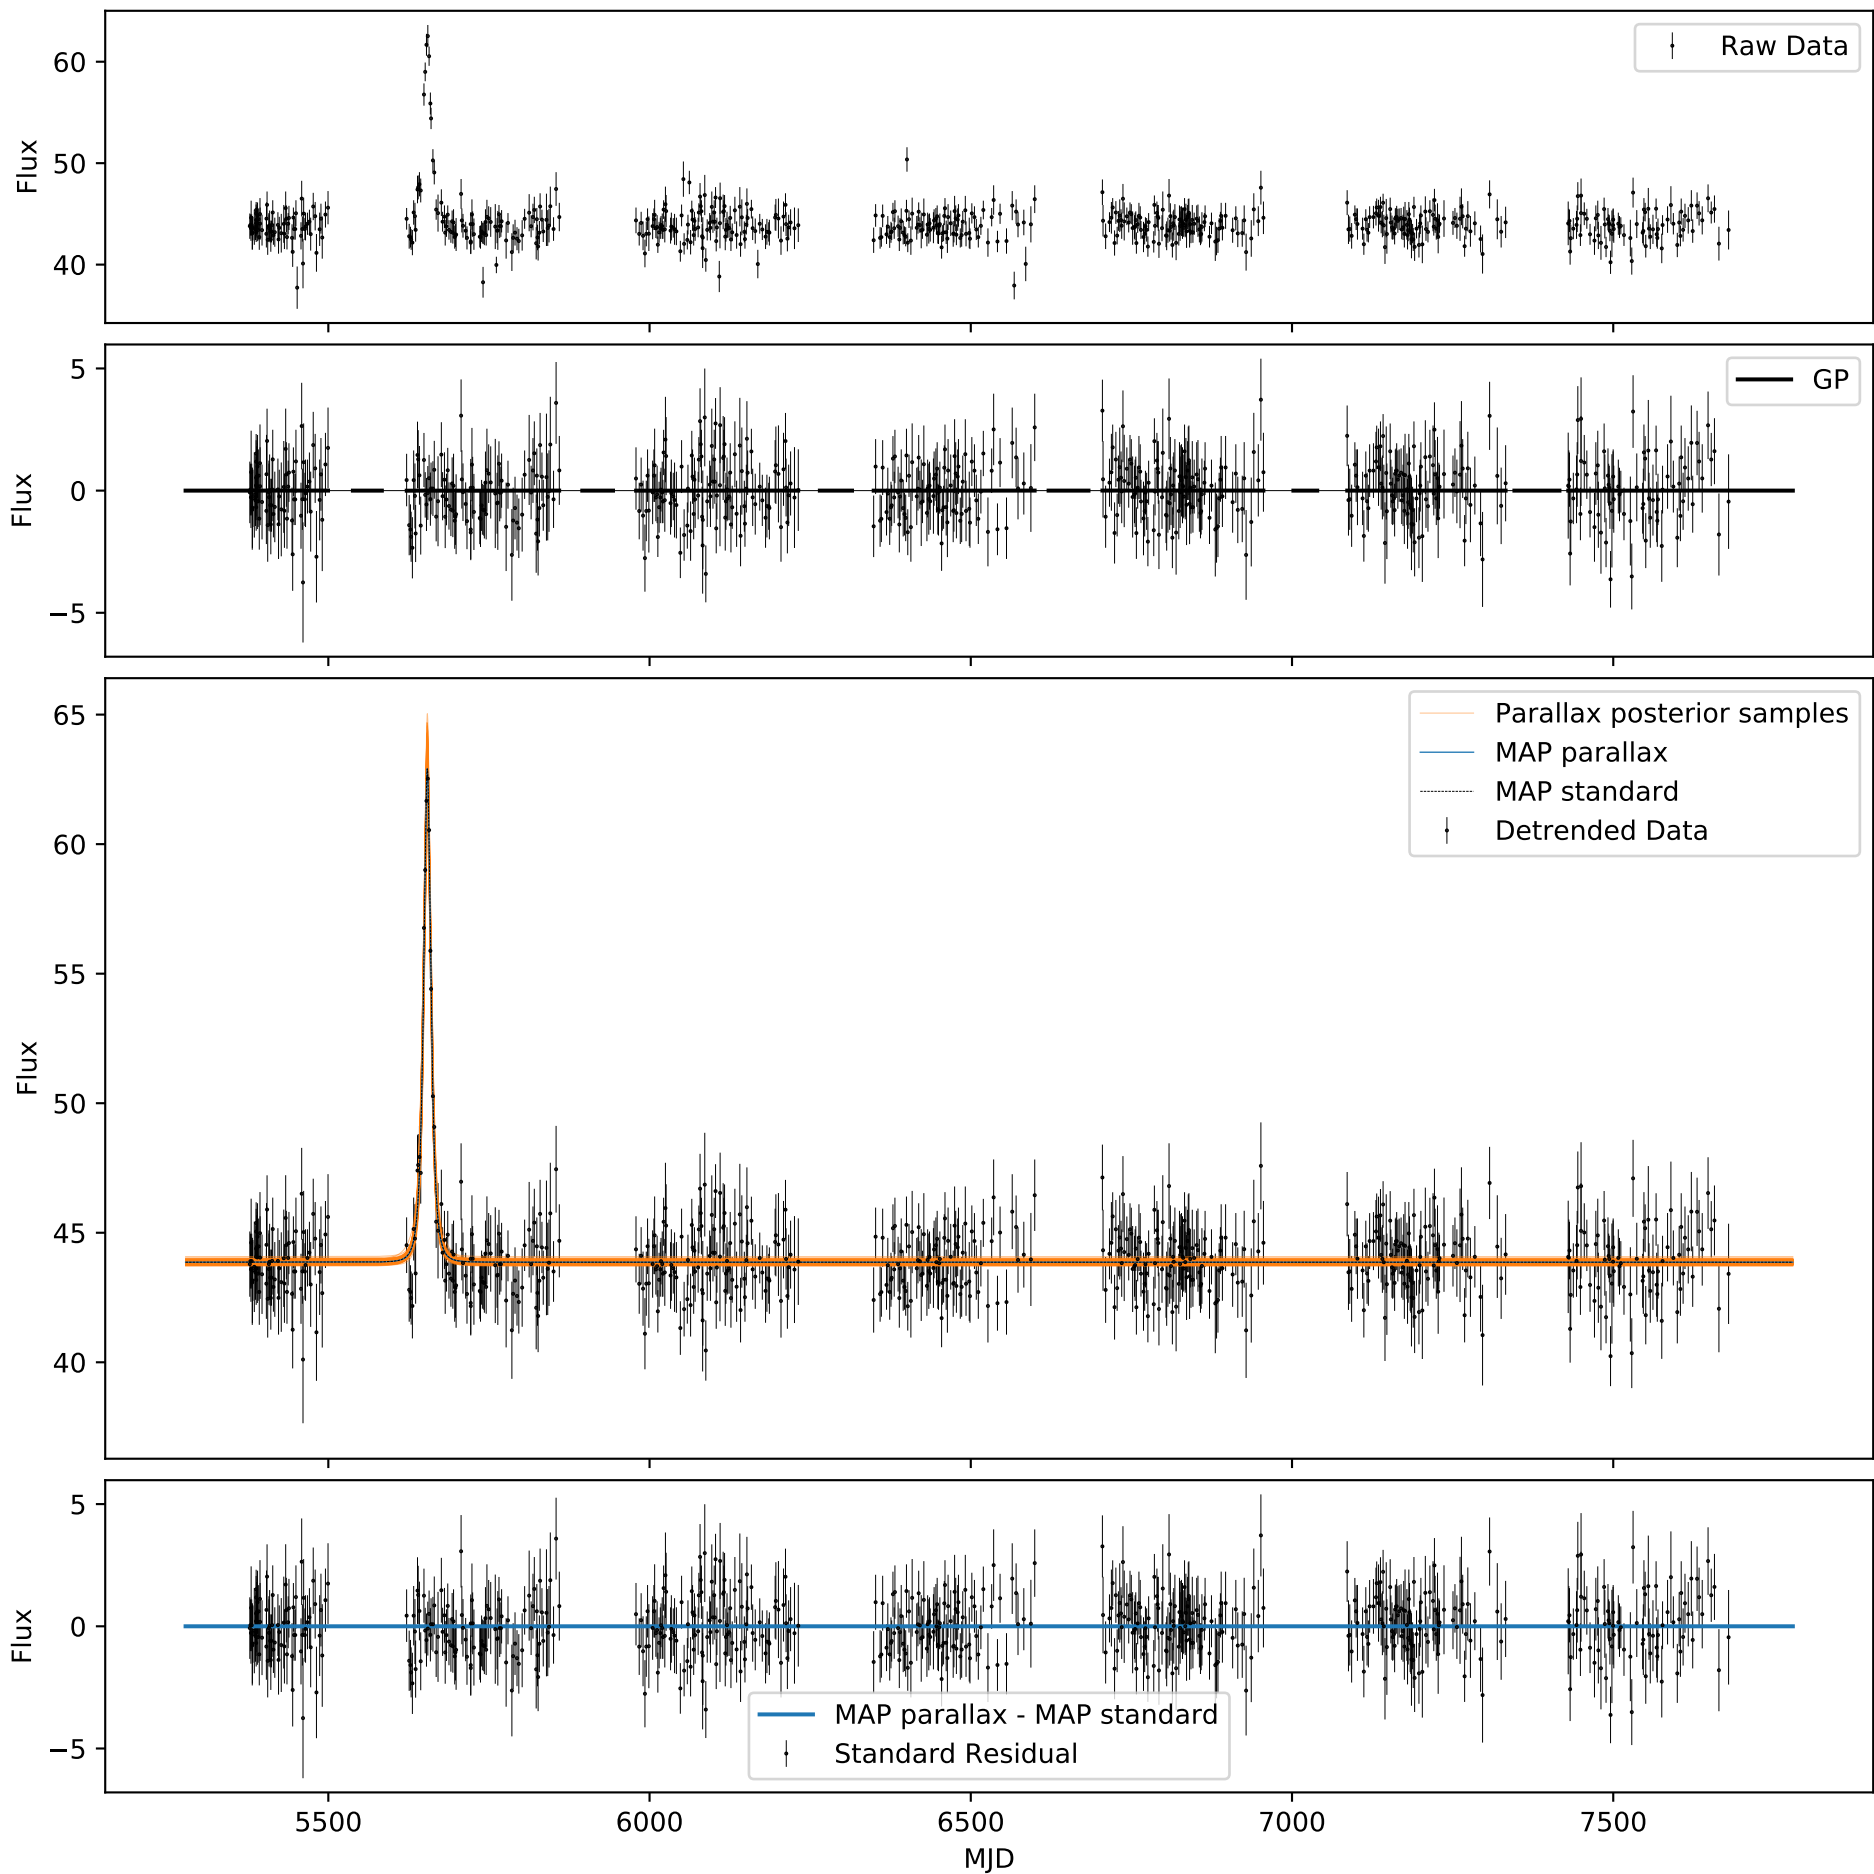 Raw Data
60
50
40
Flux
GP
5
0
−5
Flux
Parallax posterior samples
MAP parallax
MAP standard
Detrended Data
65
60
55
50
45
40
Flux
5
0
−5
Flux
MAP parallax - MAP standard
Standard Residual
5500 6000 6500 7000 7500
MJD